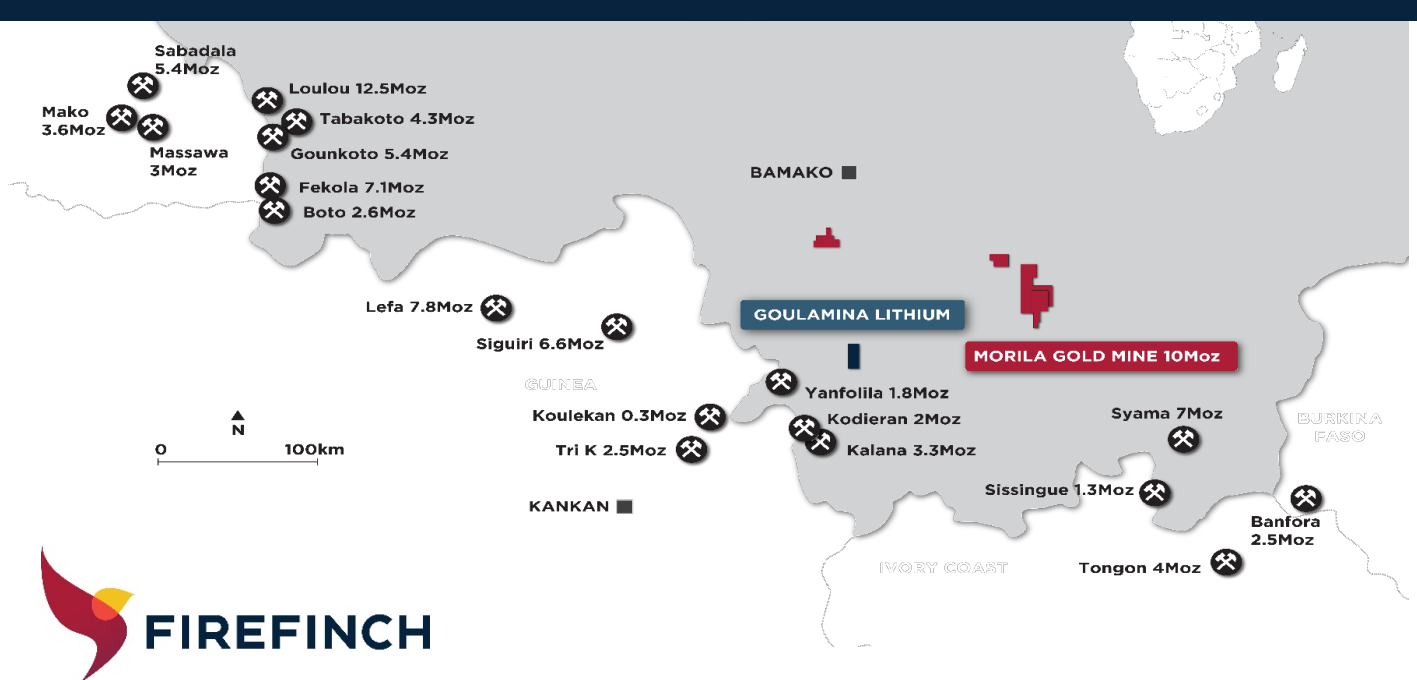 Sabadala
5.4Moz
Loulou 12.5Moz
Mako
3.6Moz
Tabakoto 4.3Moz
Massawa
3Moz
Gounkoto 5.4Moz
BAMAKO
Fekola 7.1Moz
Boto 2.6Moz
Lefa 7.8Moz
GOULAMINA LITHIUM
Siguiri 6.6Moz
MORILA GOLD MINE 10Moz
GUINEA
Yanfolila 1.8Moz
Koulekan 0.3Moz
Kodieran 2Moz
Syama 7Moz
BURKINA
FASO
N
0 100km
Tri K 2.5Moz
Kalana 3.3Moz
Sissingue 1.3Moz
KANKAN
Banfora
2.5Moz
IVORY COAST
Tongon 4Moz
FIREFINCH